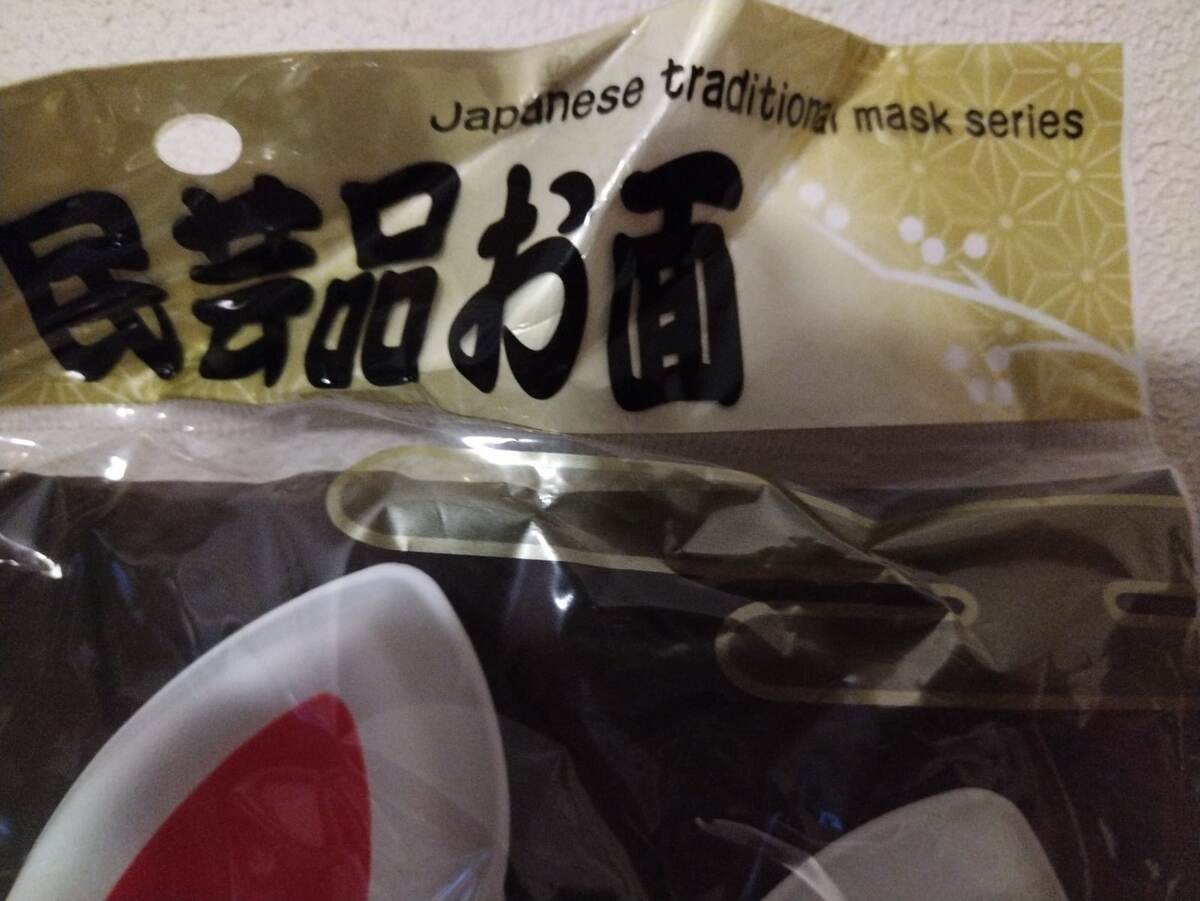 Japanese traditional mask series
民芸品お面